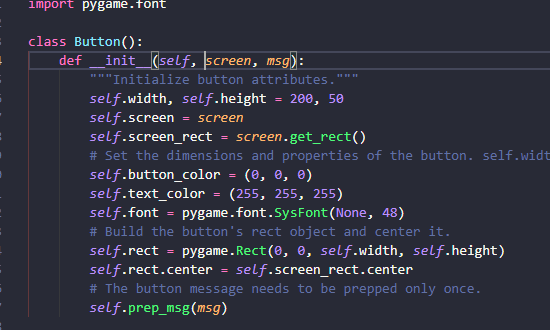 import pygame.font
class Button():
def __init__(self, screen, msg):
"""Initialize button attributes."""
self.width, self.height = 200, 50
self.screen = screen
self.screen_rect = screen.get_rect()
# Set the dimensions and properties of the button. self.widt
self.button_color = (0, 0, 0)
self.text_color = (255, 255, 255)
self.font = pygame.font.SysFont(None, 48)
# Build the button's rect object and center it.
self.rect = pygame.Rect(0, 0, self.width, self.height)
self.rect.center = self.screen_rect.center
# The button message needs to be prepped only once.
self.prep_msg(msg)